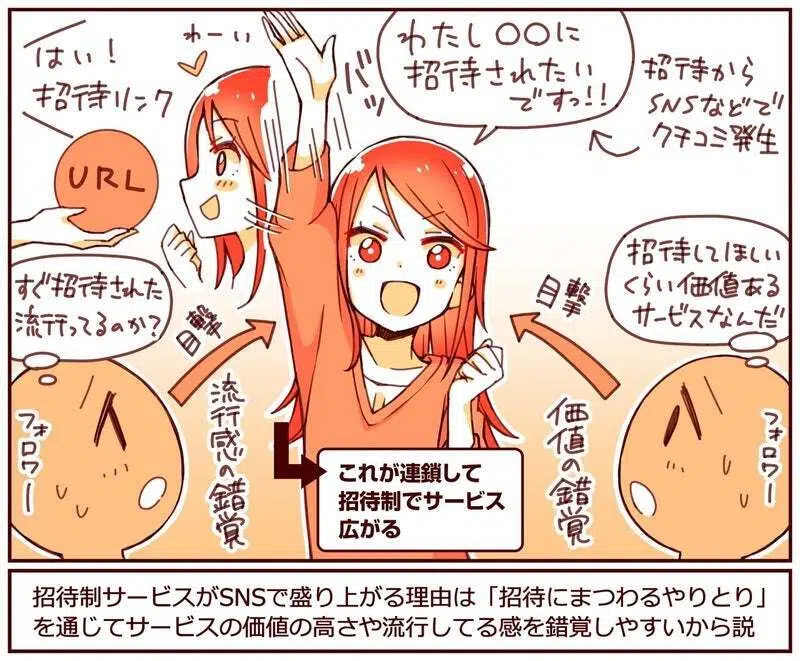 はい!
招待リンク
URL
わーい
バッ
わたし〇〇に
招待されたい
ですっ!!
招待から
SNSなどで
クチコミ発生
すぐ招待された
流行ってるのか?
目撃
流行感の錯覚
フォロワー
招待してほしい
くらい価値ある
サービスなんだ
目撃
価値の錯覚
フォロワー
これが連鎖して
招待制でサービス
広がる
招待制サービスがSNSで盛り上がる理由は「招待にまつわるやりとり」
を通じてサービスの価値の高さや流行してる感を錯覚しやすいから説